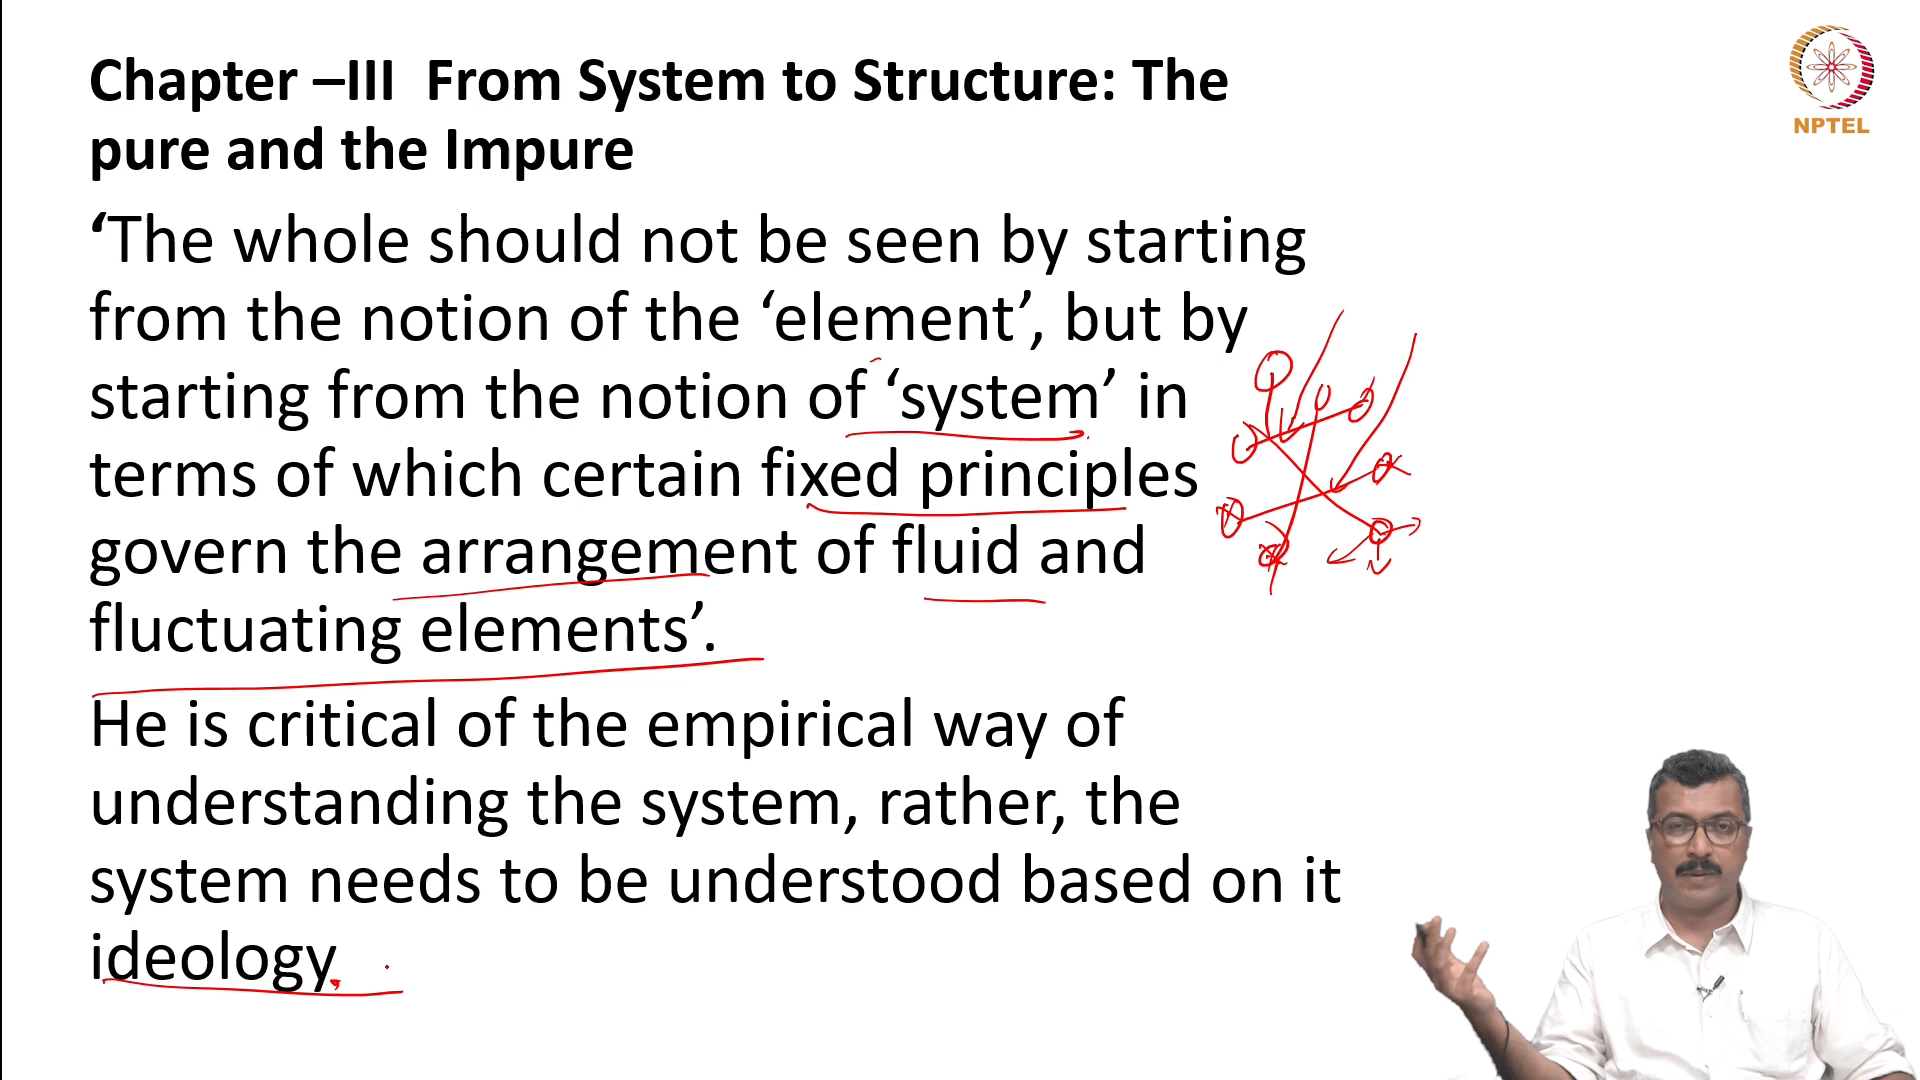 Chapter –III  From System to Structure: The
pure and the Impure
‘The whole should not be seen by starting
from the notion of the ‘element’, but by
starting from the notion of ‘system’ in
terms of which certain fixed principles
govern the arrangement of fluid and
fluctuating elements’.
He is critical of the empirical way of
understanding the system, rather, the
system needs to be understood based on it
ideology.
NPTEL